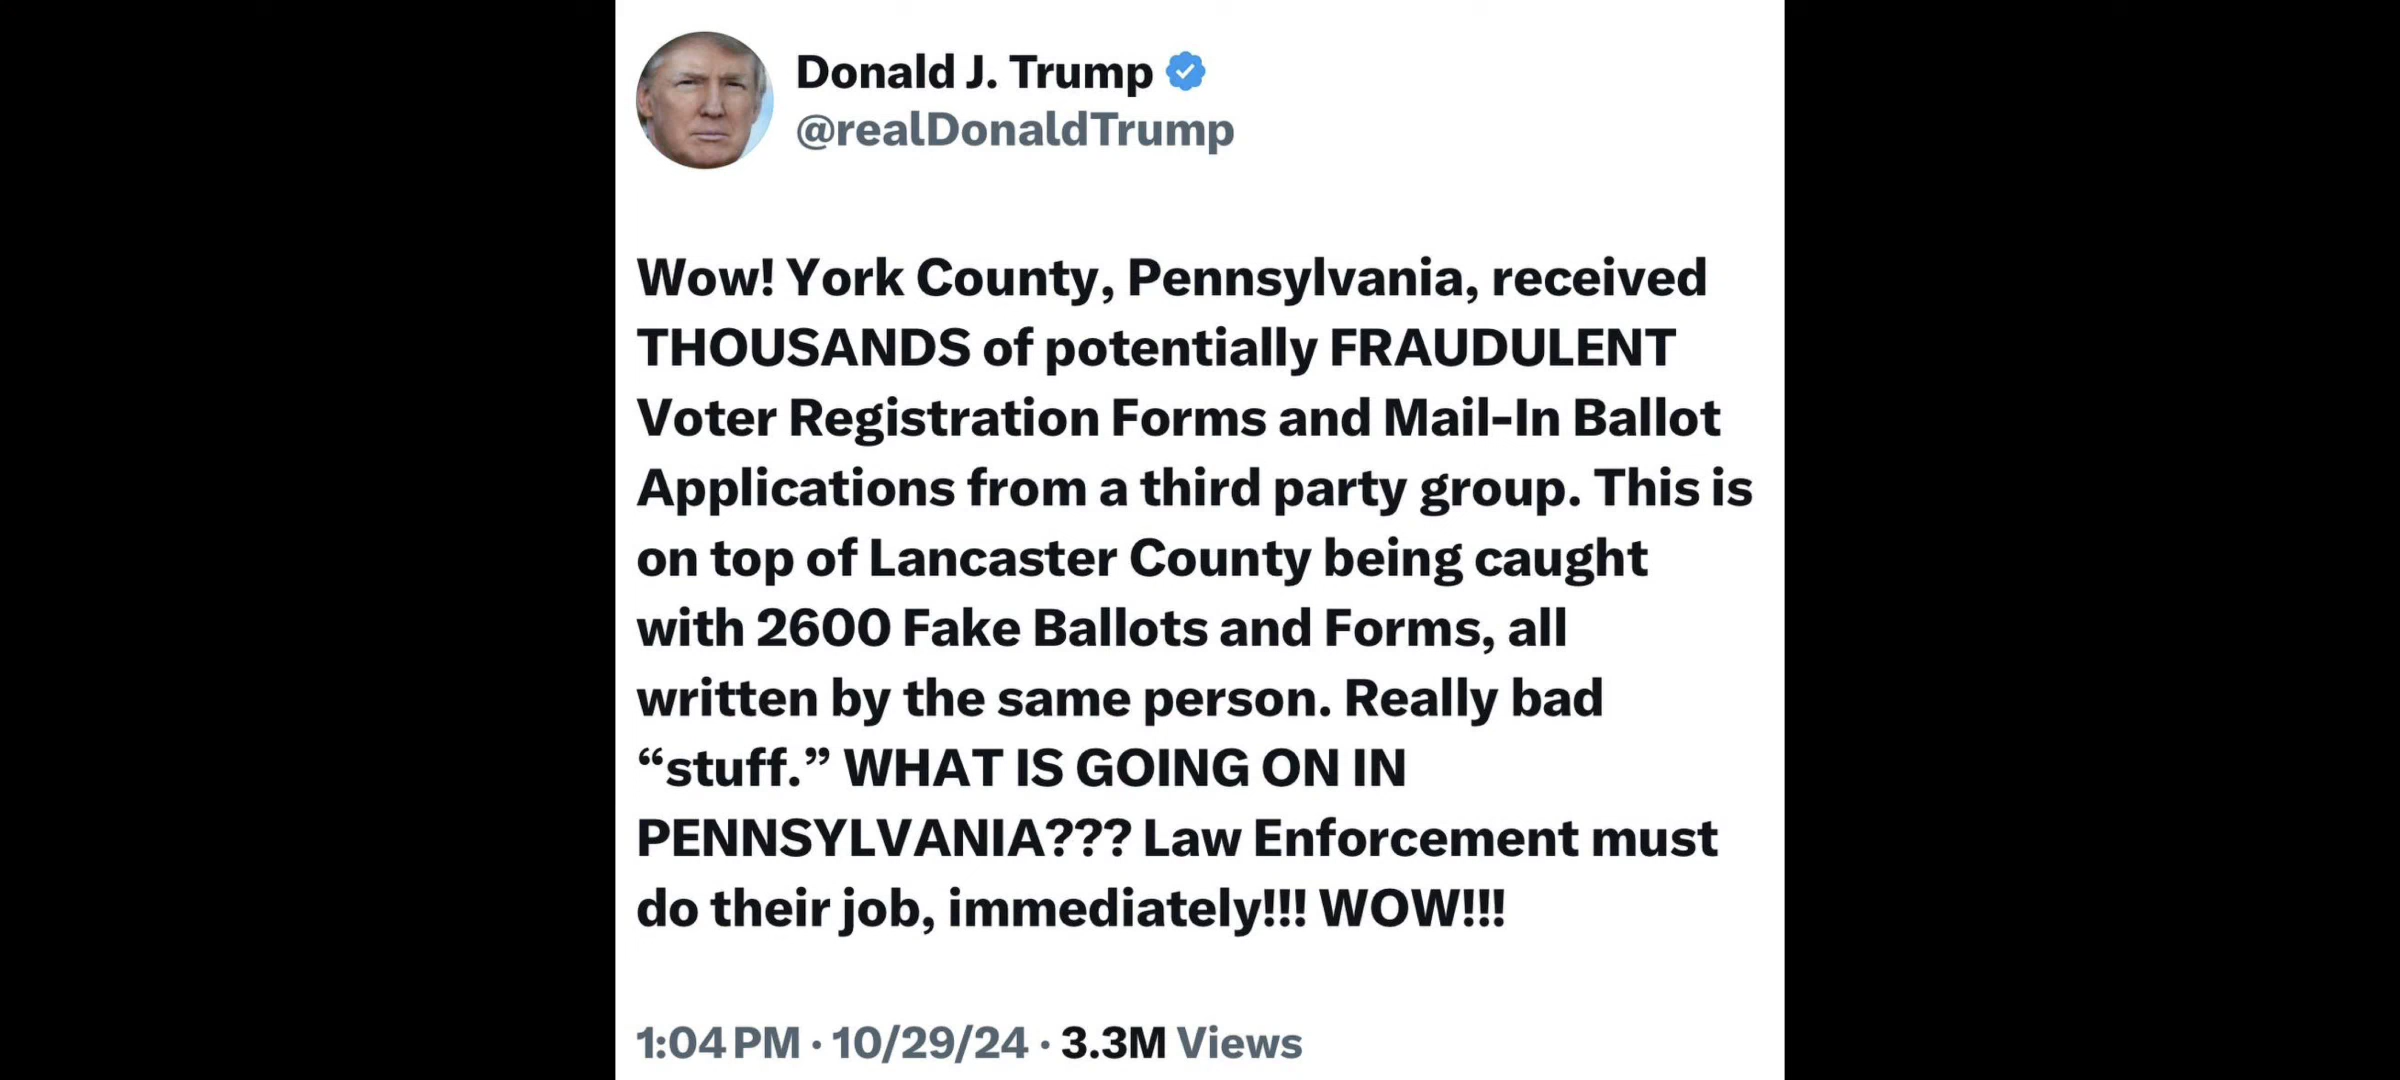 Donald J. Trump
@realDonaldTrump
Wow! York County, Pennsylvania, received
THOUSANDS of potentially FRAUDULENT
Voter Registration Forms and Mail-In Ballot
Applications from a third party group. This is
on top of Lancaster County being caught
with 2600 Fake Ballots and Forms, all
written by the same person. Really bad
“stuff.” WHAT IS GOING ON IN
PENNSYLVANIA??? Law Enforcement must
do their job, immediately!!! WOW!!!
1:04 PM · 10/29/24 · 3.3M Views